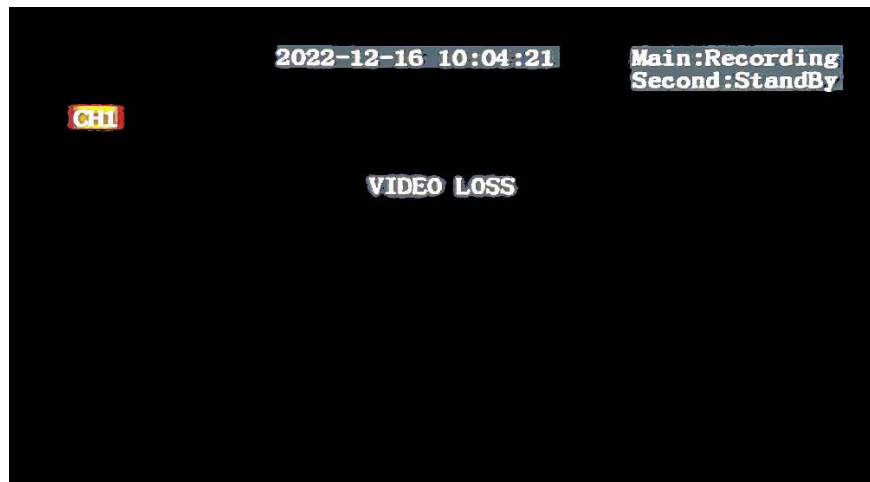 2022-12-16 10:04:21
Main:Recording
Second:StandBy
CH1
VIDEO LOSS